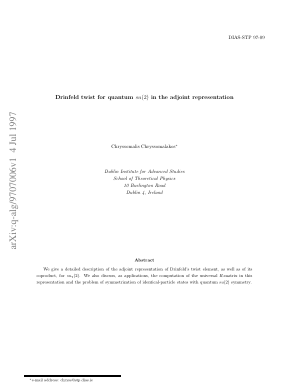 DIAS-STP 97-09
Drinfeld twist for quantum su(2) in the adjoint representation
Chryssomalis Chryssomalakos*
Dublin Institute for Advanced Studies
School of Theoretical Physics
10 Burlington Road
Dublin 4, Ireland
Abstract
We give a detailed description of the adjoint representation of Drinfeld's twist element, as well as of its
coproduct, for suq(2). We also discuss, as applications, the computation of the universal R-matrix in this
representation and the problem of symmetrization of identical-particle states with quantum su(2) symmetry.
* e-mail address: chryss@stp.dias.ie
arXiv:q-alg/9707006v1 4 Jul 1997